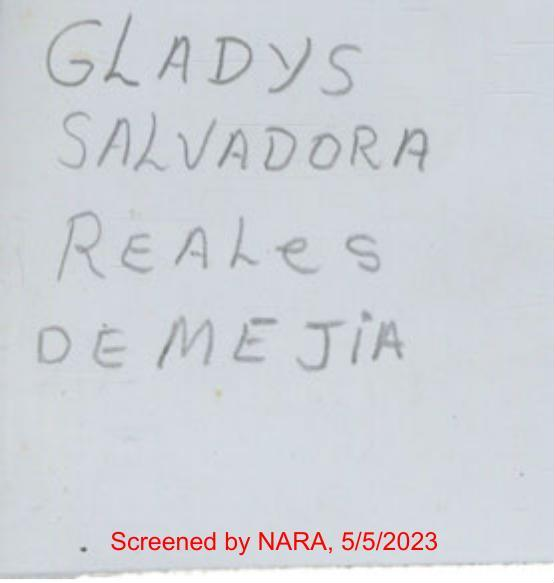 GLADYS
SALVADORA
REALeS
DE MEJiA
Screened by NARA, 5/5/2023